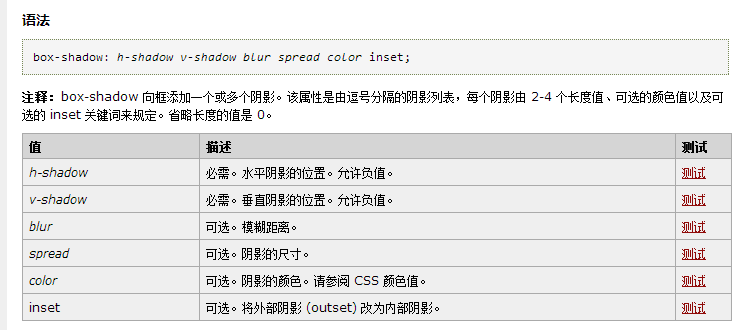 语法
box-shadow: h-shadow v-shadow blur spread color inset;
注释：box-shadow 向框添加一个或多个阴影。该属性是由逗号分隔的阴影列表，每个阴影由 2-4 个长度值、可选的颜色值以及可
选的 inset 关键词来规定。省略长度的值是 0。
值 描述 测试
h-shadow 必需。水平阴影的位置。允许负值。 测试
v-shadow 必需。垂直阴影的位置。允许负值。 测试
blur 可选。模糊距离。 测试
spread 可选。阴影的尺寸。 测试
color 可选。阴影的颜色。请参阅 CSS 颜色值。 测试
inset 可选。将外部阴影 (outset) 改为内部阴影。 测试